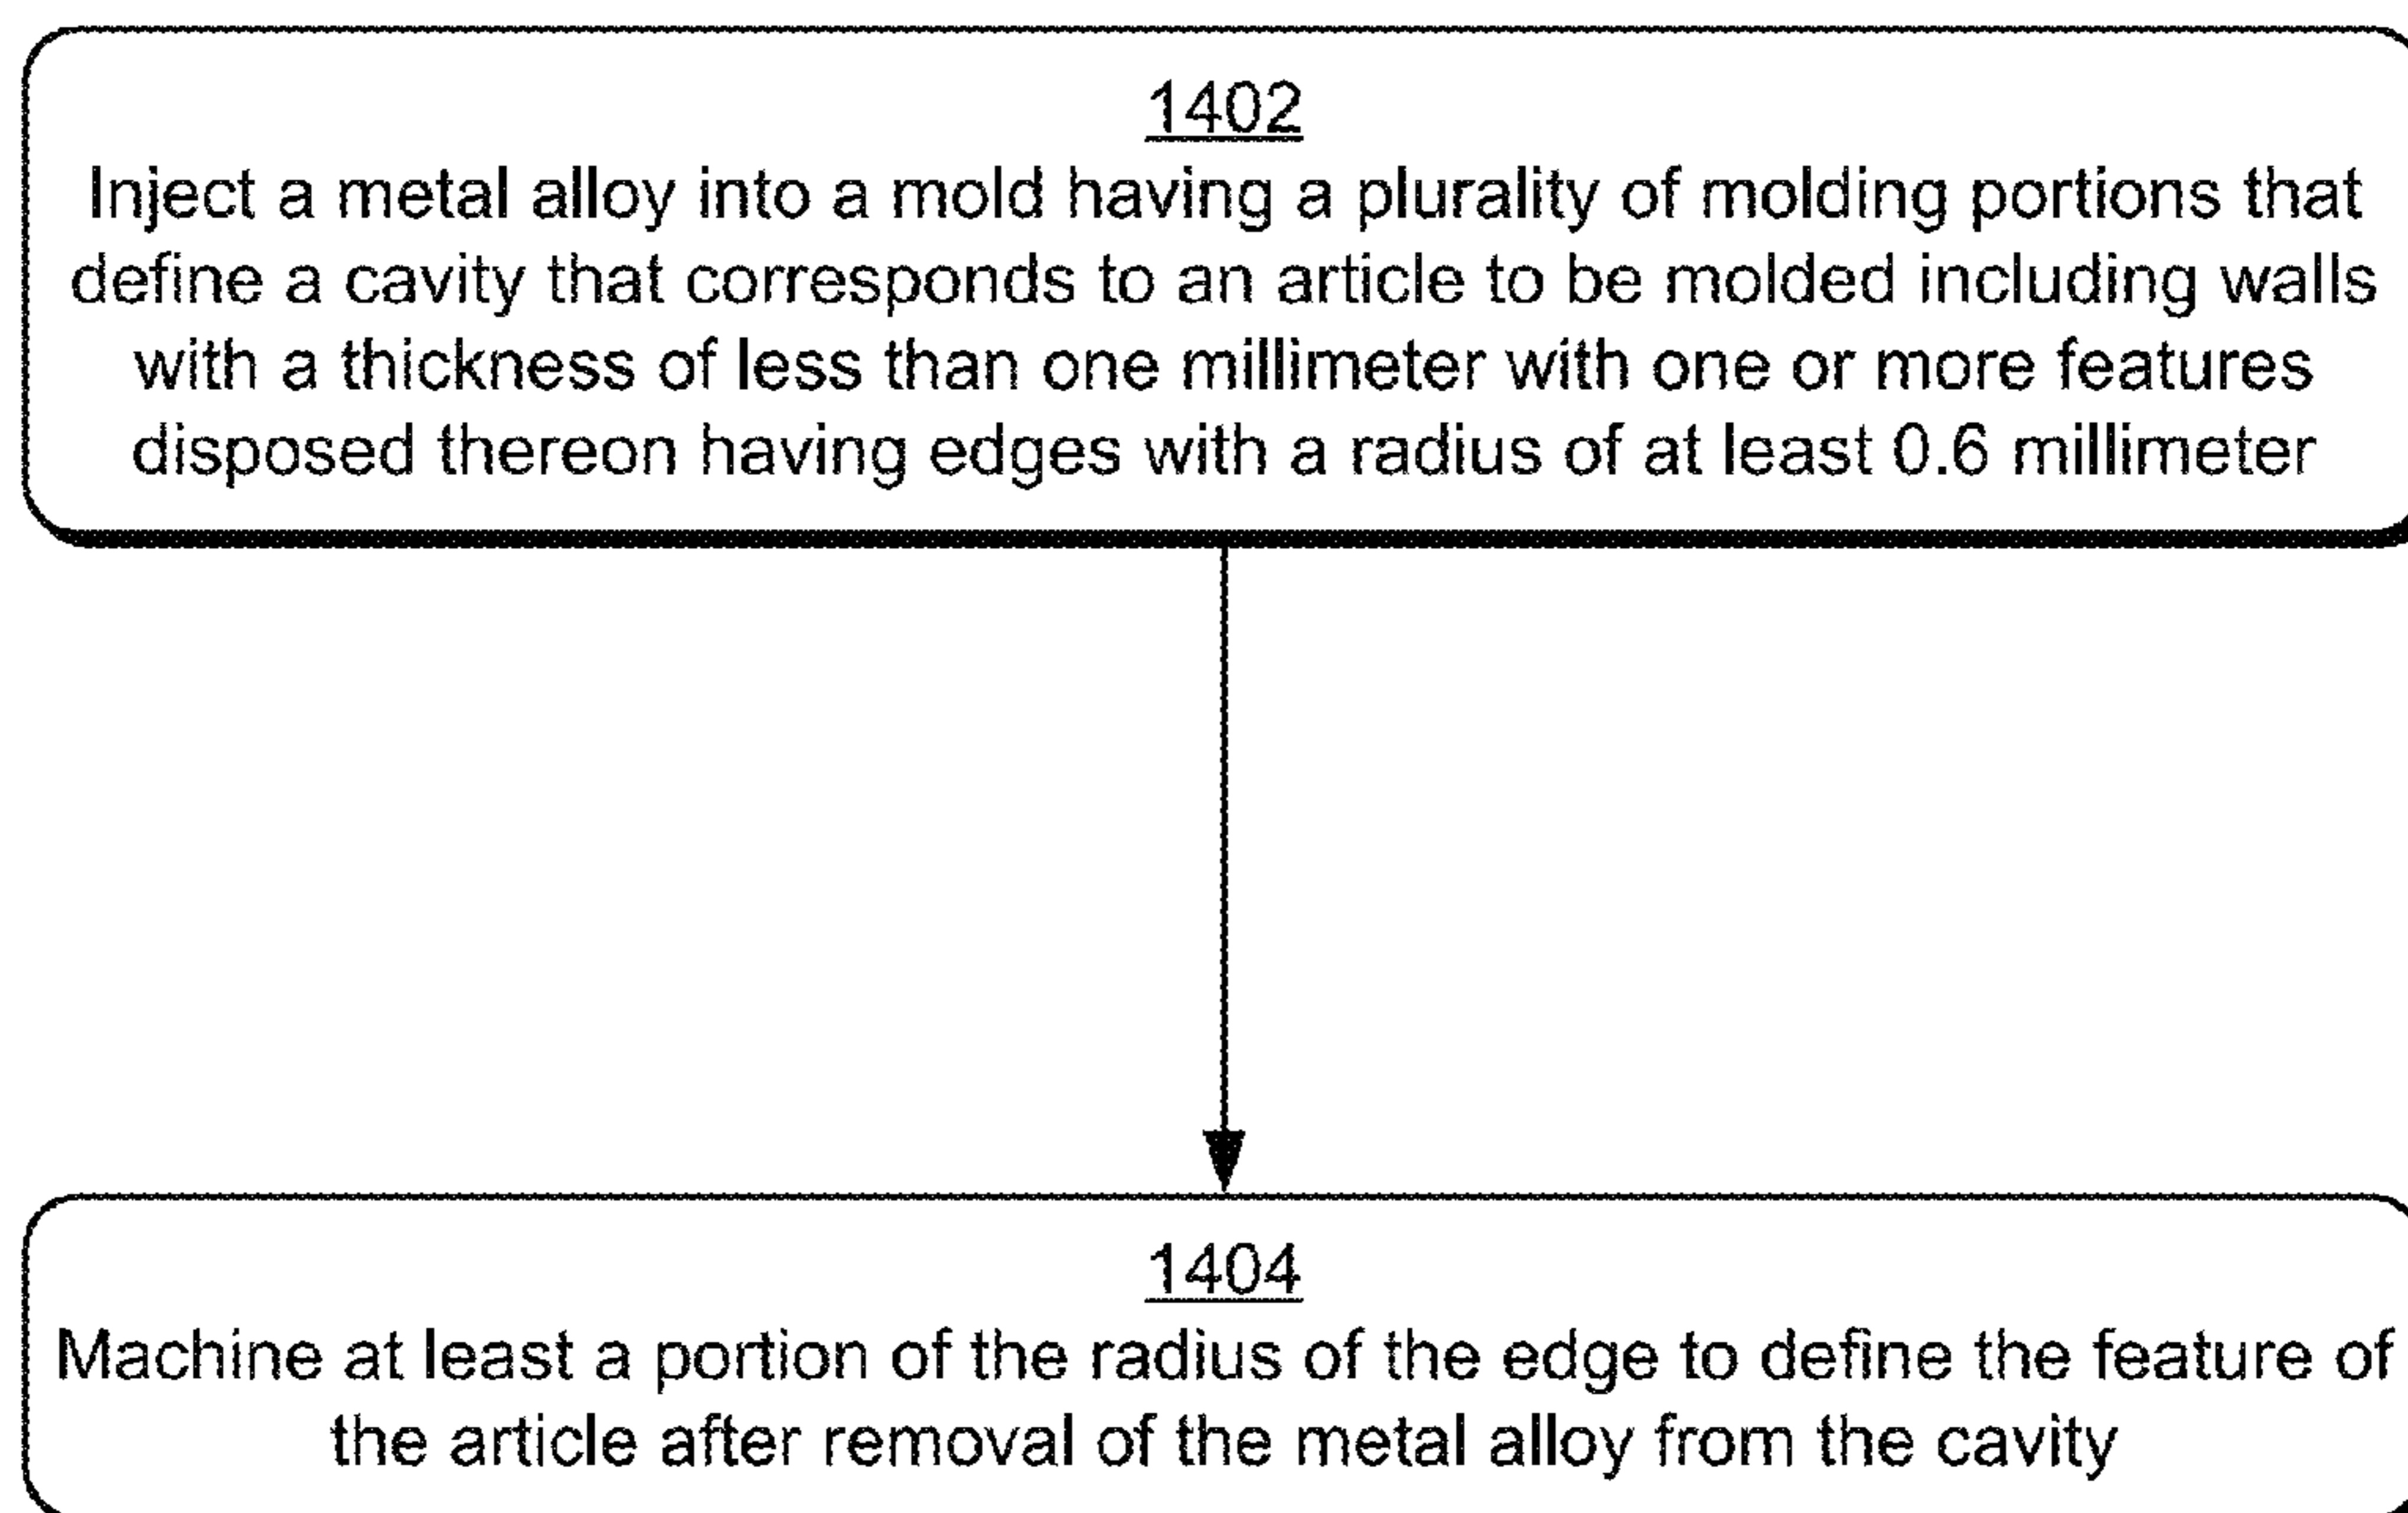 1402
Inject a metal alloy into a mold having a plurality of molding portions that
define a cavity that corresponds to an article to be molded including walls
with a thickness of less than one millimeter with one or more features
disposed thereon having edges with a radius of at least 0.6 millimeter
1404
Machine at least a portion of the radius of the edge to define the feature of
the article after removal of the metal alloy from the cavity